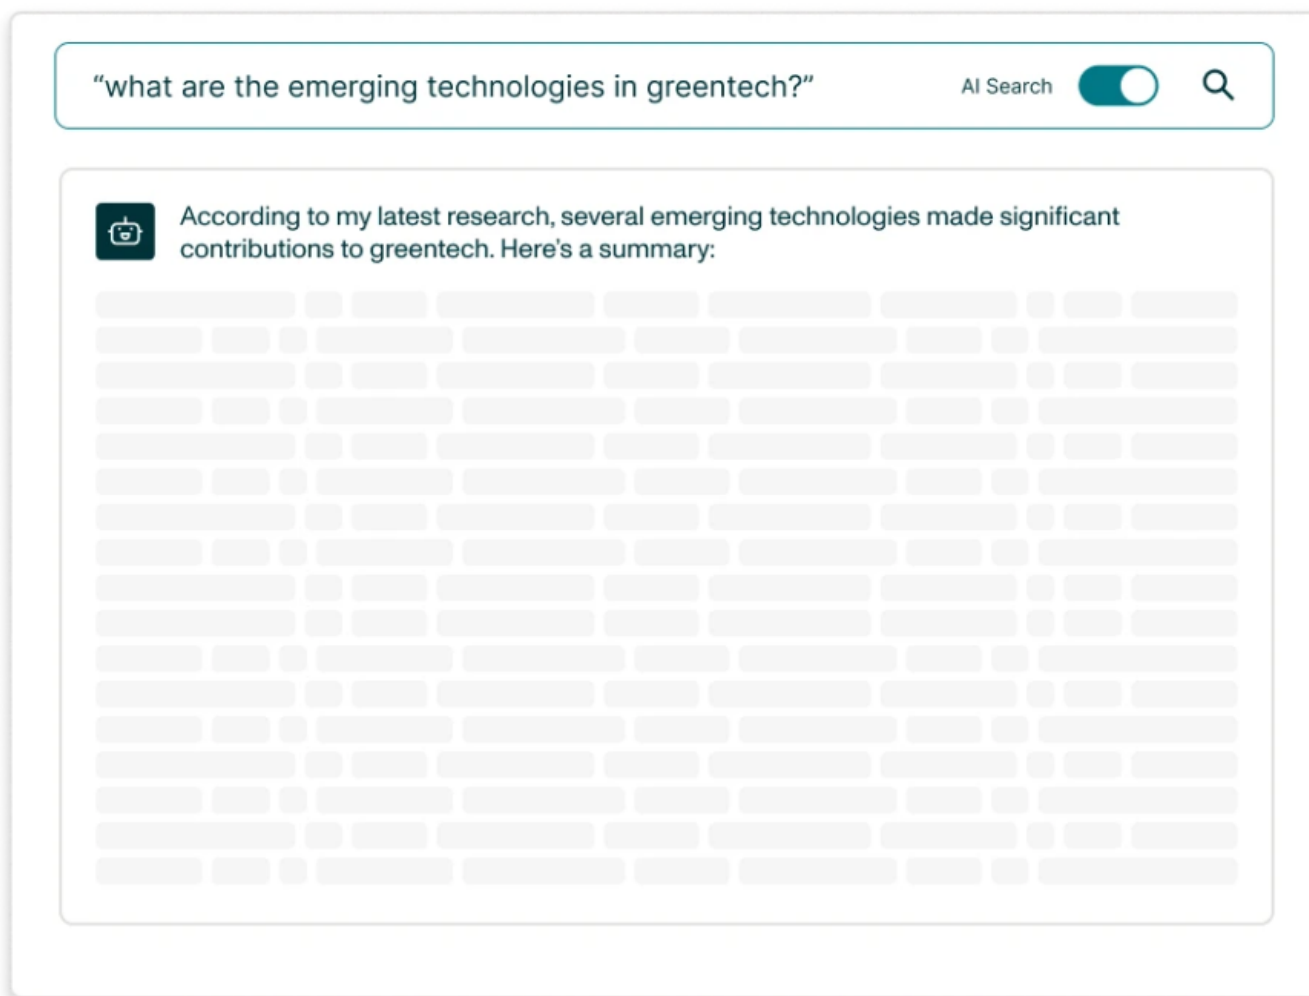 “what are the emerging technologies in greentech?”
AI Search
According to my latest research, several emerging technologies made significant
contributions to greentech. Here’s a summary: